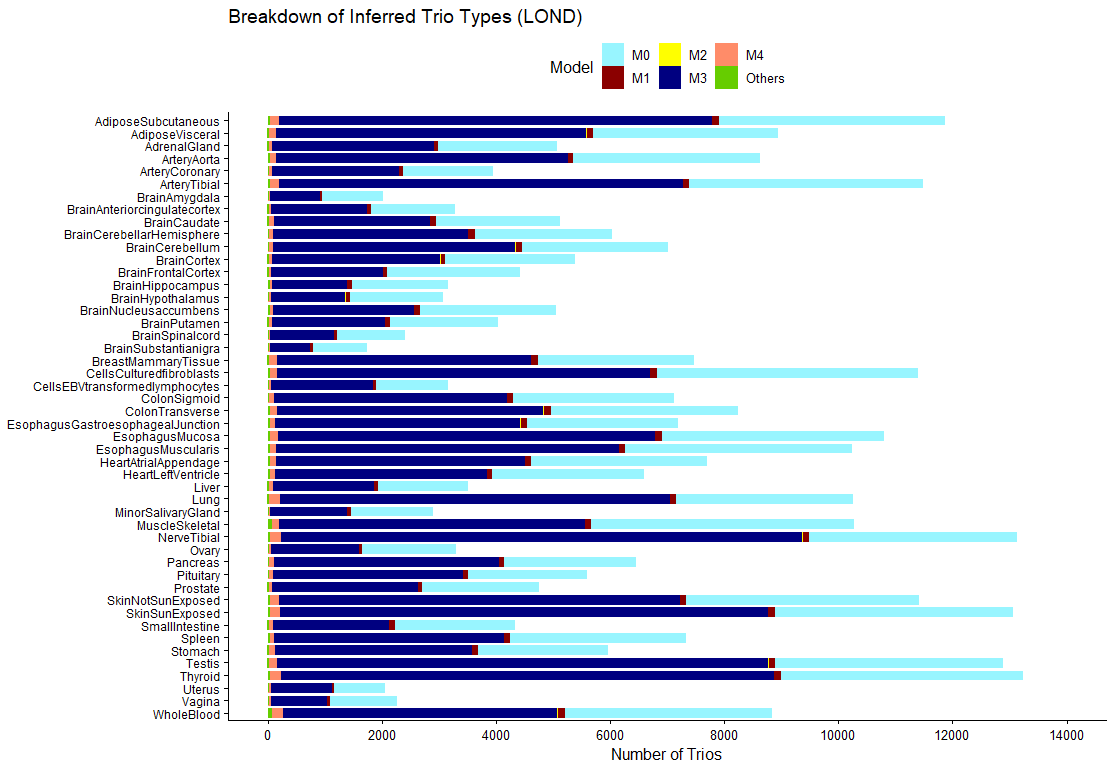 Breakdown of Inferred Trio Types (LOND)
Model
M0 M2 M4
M1 M3 Others
AdiposeSubcutaneous
AdiposeVisceral
AdrenalGland
ArteryAorta
ArteryCoronary
ArteryTibial
BrainAmygdala
BrainAnteriorcingulatecortex
BrainCaudate
BrainCerebellarHemisphere
BrainCerebellum
BrainCortex
BrainFrontalCortex
BrainHippocampus
BrainHypothalamus
BrainNucleusaccumbens
BrainPutamen
BrainSpinalcord
BrainSubstantianigra
BreastMammaryTissue
CellsCulturedfibroblasts
CellsEBVtransformedlymphocytes
ColonSigmoid
ColonTransverse
EsophagusGastroesophagealJunction
EsophagusMucosa
EsophagusMuscularis
HeartAtrialAppendage
HeartLeftVentricle
Liver
Lung
MinorSalivaryGland
MuscleSkeletal
NerveTibial
Ovary
Pancreas
Pituitary
Prostate
SkinNotSunExposed
SkinSunExposed
SmallIntestine
Spleen
Stomach
Testis
Thyroid
Uterus
Vagina
WholeBlood
0 2000 4000 6000 8000 10000 12000 14000
Number of Trios